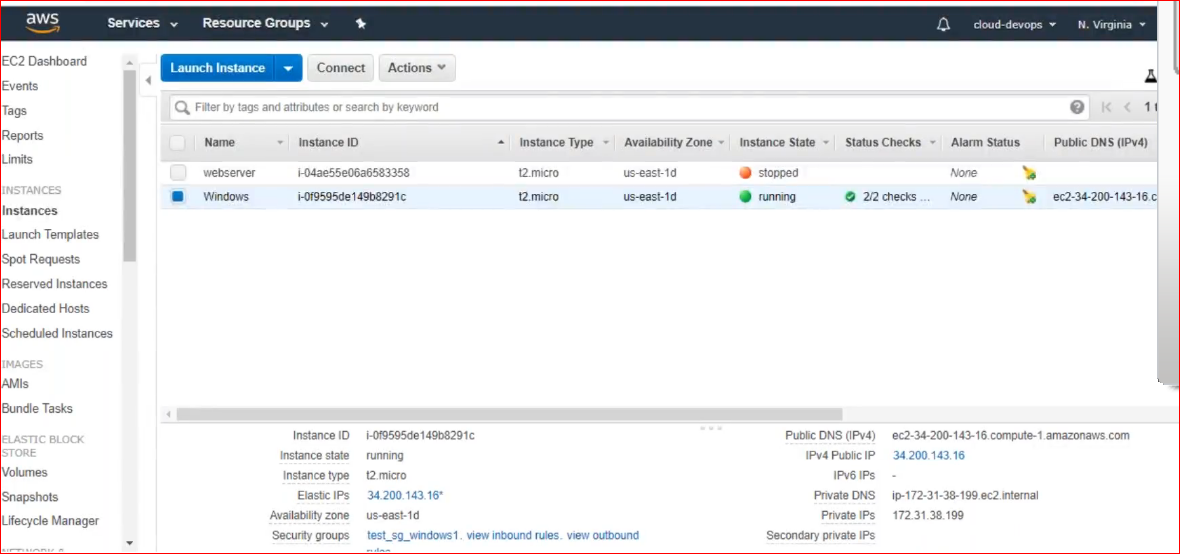 aws Services Resource Groups cloud-devops N. Virginia
EC2 Dashboard
Events
Tags
Reports
Limits
INSTANCES
Instances
Launch Templates
Spot Requests
Reserved Instances
Dedicated Hosts
Scheduled Instances
IMAGES
AMIs
Bundle Tasks
ELASTIC BLOCK
STORE
Volumes
Snapshots
Lifecycle Manager
Launch Instance Connect Actions
Filter by tags and attributes or search by keyword 1
Name Instance ID Instance Type Availability Zone Instance State Status Checks Alarm Status Public DNS (IPv4)
webserver i-04ae55e06a6583358 t2.micro us-east-1d stopped None
Windows i-0f9595de149b8291c t2.micro us-east-1d running 2/2 checks ... None ec2-34-200-143-16.c
Instance ID i-0f9595de149b8291c
Instance state running
Instance type t2.micro
Elastic IPs 34.200.143.16*
Availability zone us-east-1d
Security groups test_sg_windows1. view inbound rules. view outbound
rules
Public DNS (IPv4) ec2-34-200-143-16.compute-1.amazonaws.com
IPv4 Public IP 34.200.143.16
IPv6 IPs -
Private DNS ip-172-31-38-199.ec2.internal
Private IPs 172.31.38.199
Secondary private IPs